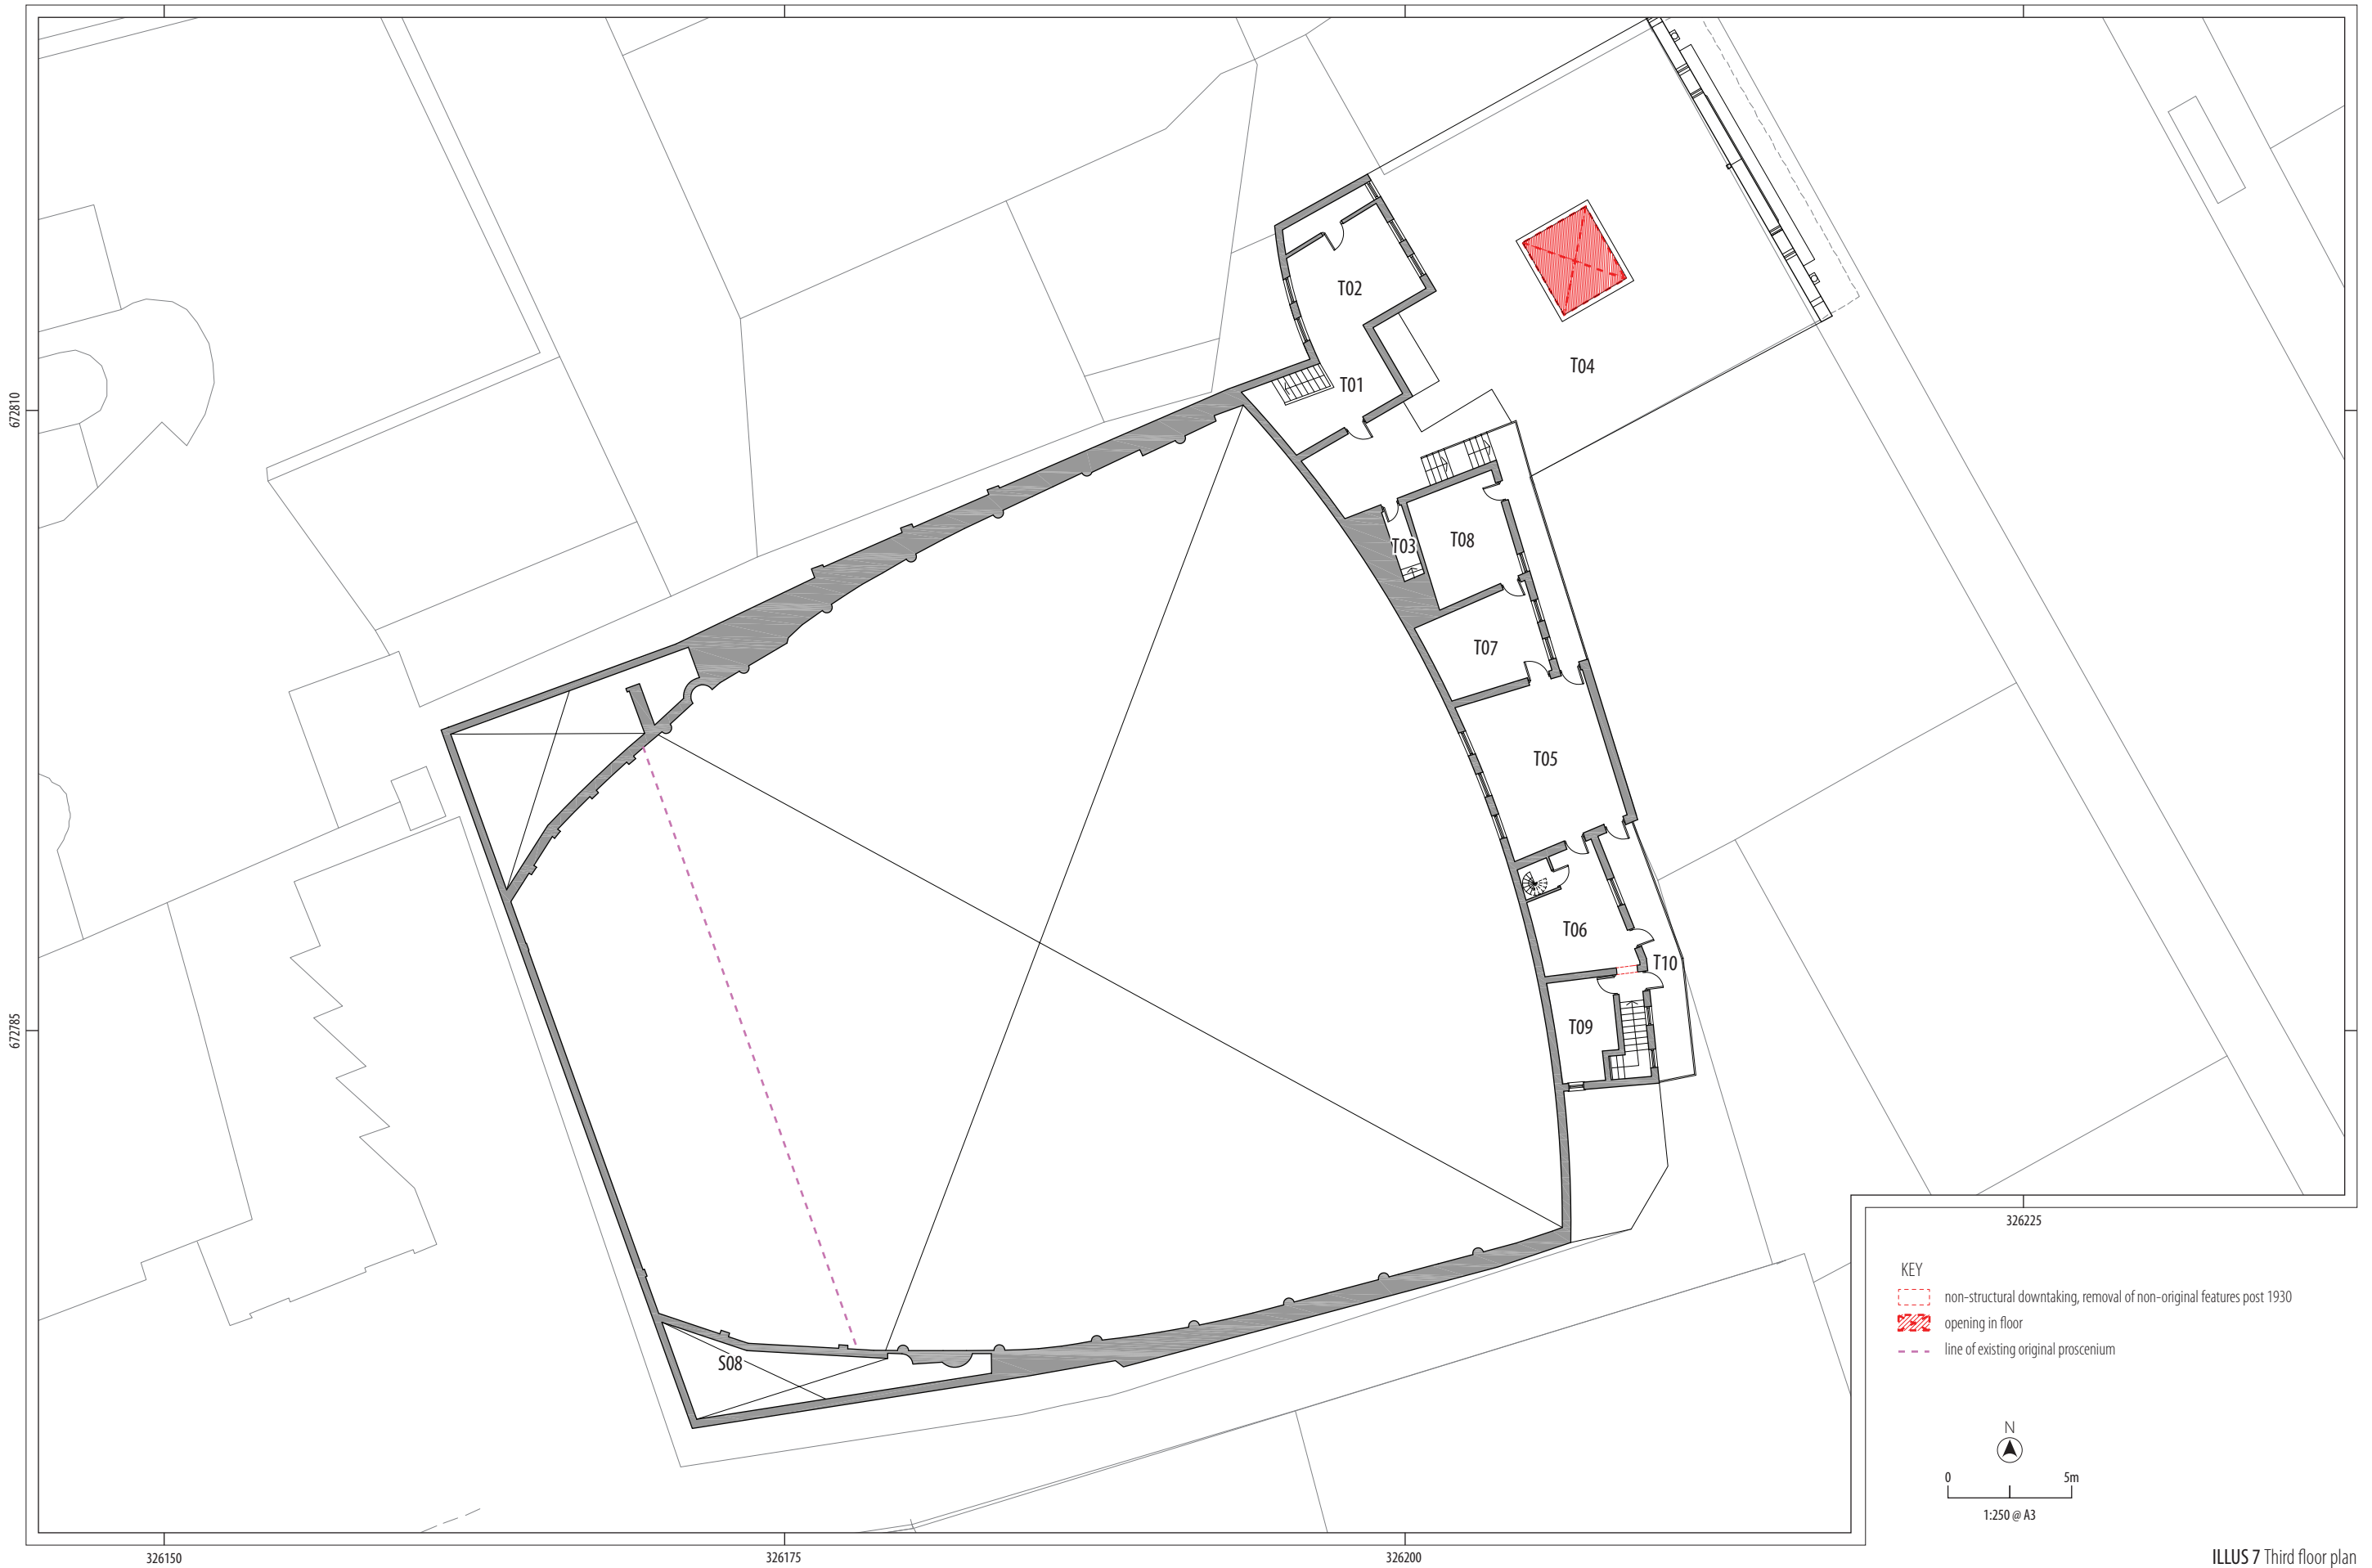 T02
T01
T04
T03
T08
T07
T05
T06
T10
T09
S08
672810
672785
326225
KEY
non-structural downtaking, removal of non-original features post 1930
opening in floor
line of existing original proscenium
N
0 5m
1:250 @ A3
326150 326175 326200
ILLUS 7 Third floor plan